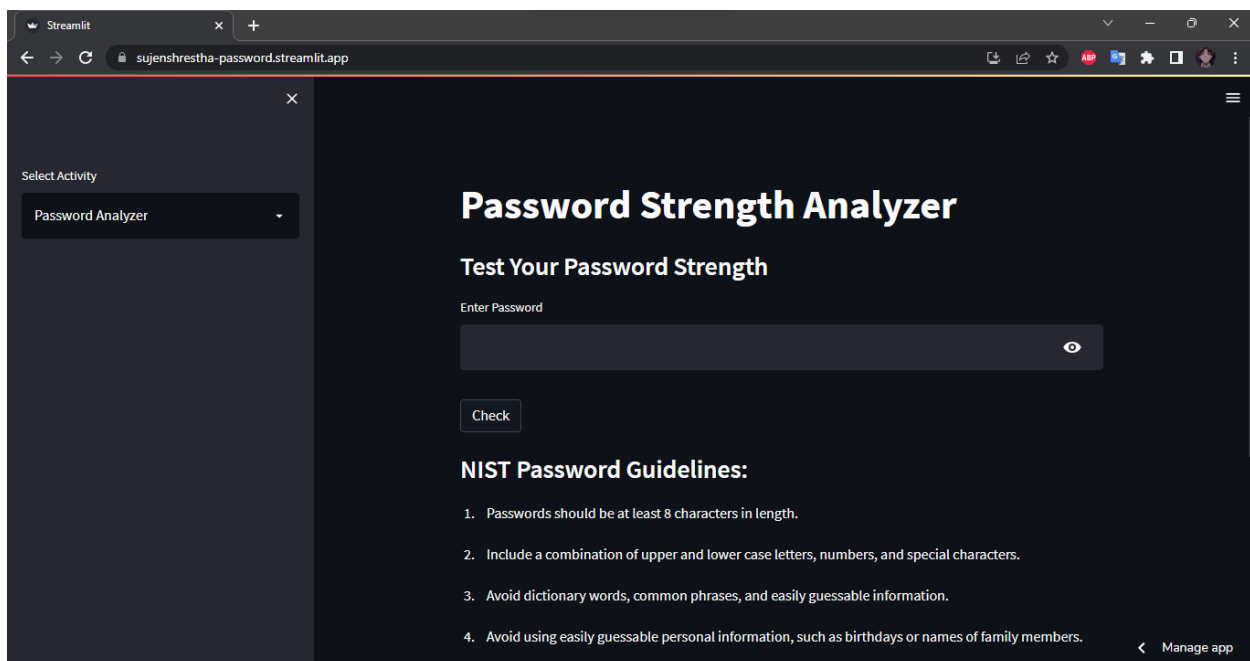 Streamlit
sujenshrestha-password.streamlit.app
ABP
Select Activity
Password Analyzer
Password Strength Analyzer
Test Your Password Strength
Enter Password
Check
NIST Password Guidelines:
1. Passwords should be at least 8 characters in length.
2. Include a combination of upper and lower case letters, numbers, and special characters.
3. Avoid dictionary words, common phrases, and easily guessable information.
4. Avoid using easily guessable personal information, such as birthdays or names of family members.
Manage app